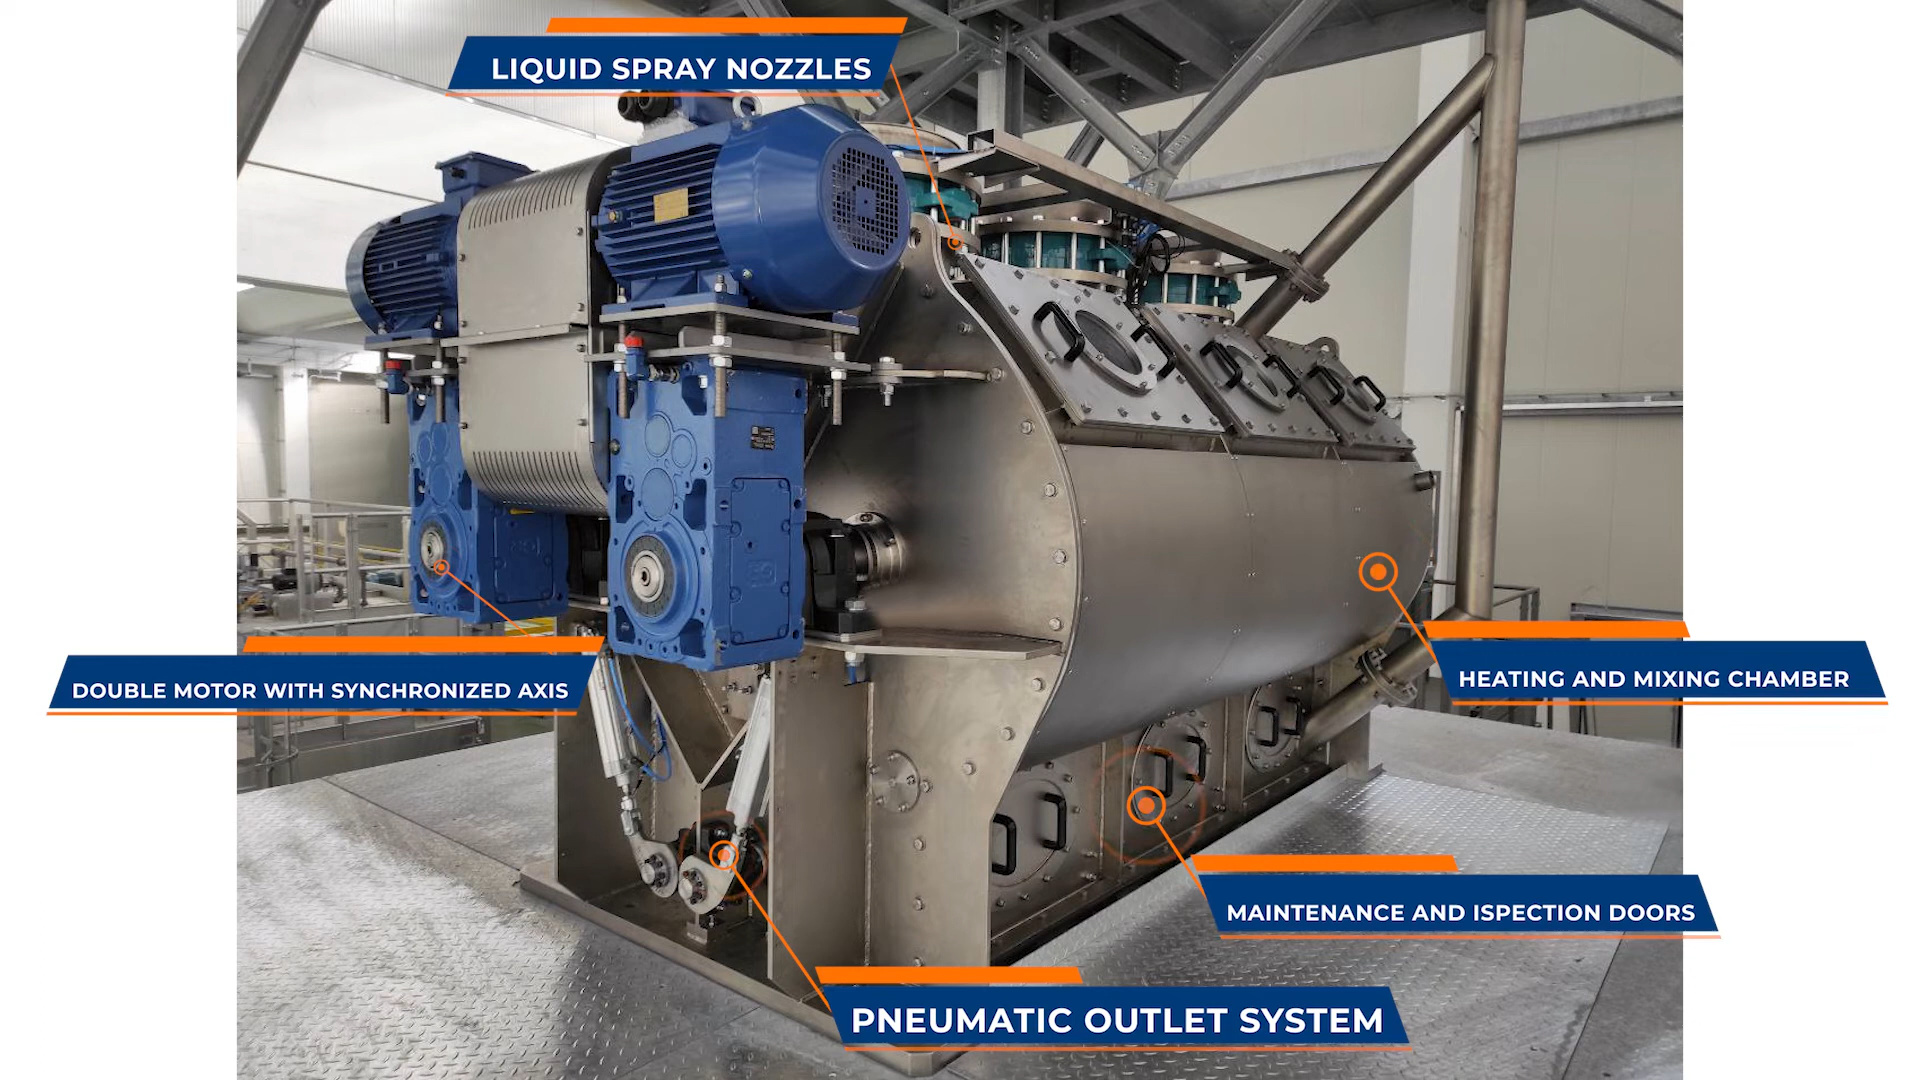 LIQUID SPRAY NOZZLES
DOUBLE MOTOR WITH SYNCHRONIZED AXIS
HEATING AND MIXING CHAMBER
MAINTENANCE AND ISPECTION DOORS
PNEUMATIC OUTLET SYSTEM